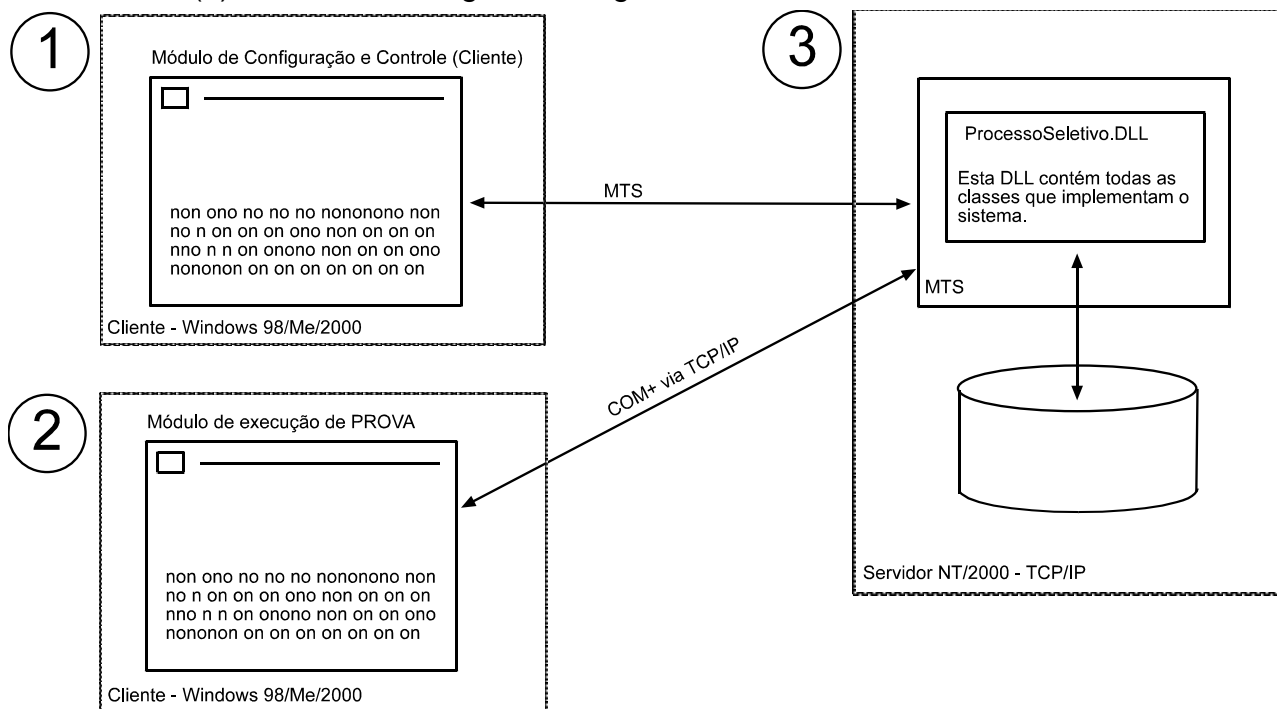 1
Módulo de Configuração e Controle (Cliente)
non ono no no no nononono non
no n on on on ono non on on on
nno n n on onono non on on ono
nononon on on on on on on on
Cliente - Windows 98/Me/2000
2
Módulo de execução de PROVA
non ono no no no nononono non
no n on on on ono non on on on
nno n n on onono non on on ono
nononon on on on on on on on
Cliente - Windows 98/Me/2000
MTS
COM+ via TCP/IP
3
ProcessoSeletivo.DLL
Esta DLL contém todas as
classes que implementam o
sistema.
MTS
Servidor NT/2000 - TCP/IP